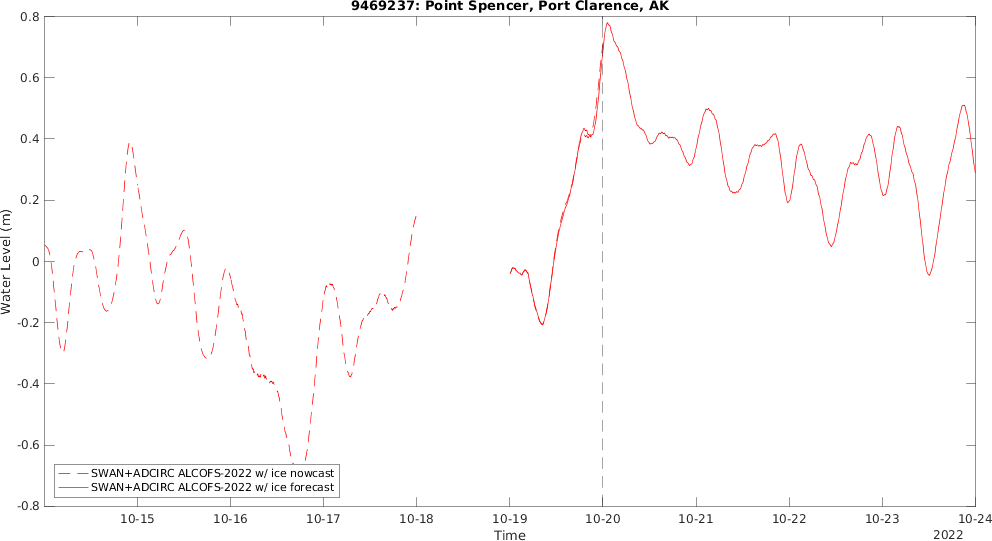 9469237: Point Spencer, Port Clarence, AK
Water Level (m)
0.8
0.6
0.4
0.2
0
-0.2
-0.4
-0.6
-0.8
SWAN+ADCIRC ALCOFS-2022 w/ ice nowcast
SWAN+ADCIRC ALCOFS-2022 w/ ice forecast
10-15 10-16 10-17 10-18 10-19 10-20 10-21 10-22 10-23 10-24
Time
2022